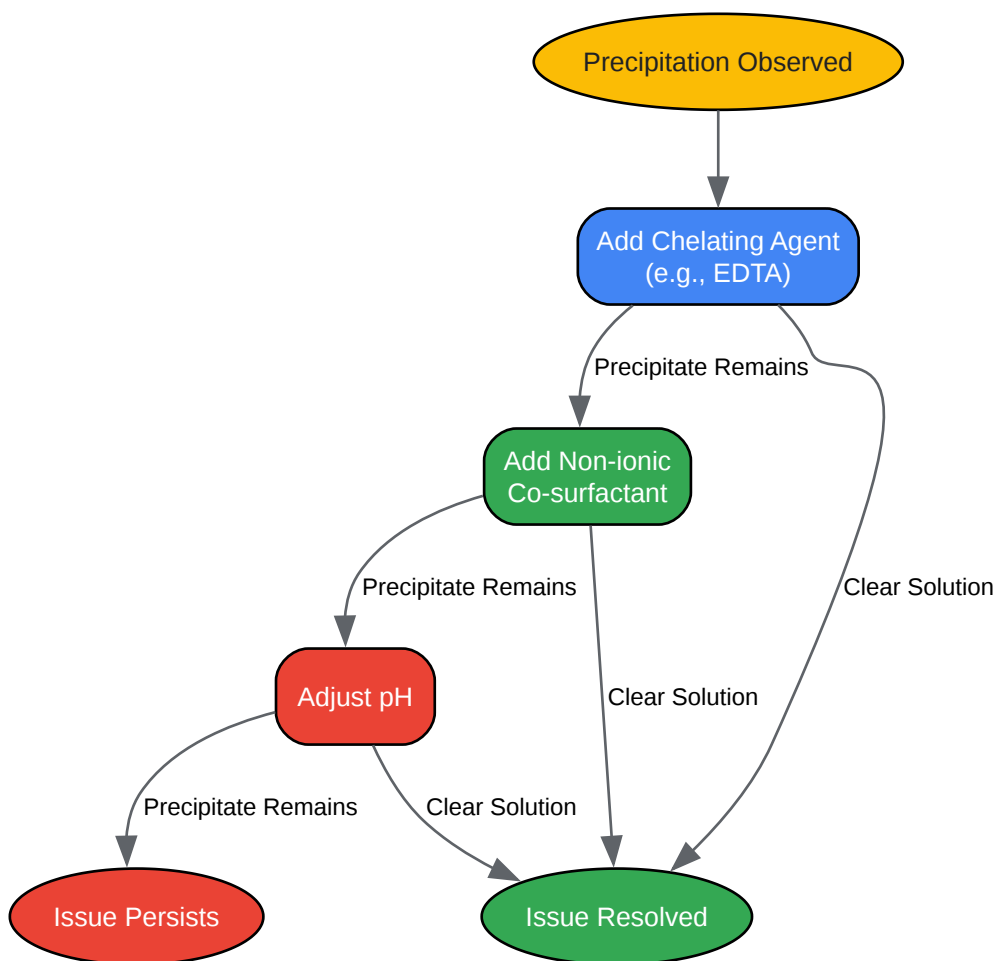 Precipitation Observed
Add Chelating Agent
(e.g., EDTA)
Precipitate Remains
Add Non-ionic
Co-surfactant
Precipitate Remains
Clear Solution
Adjust pH
Clear Solution
Precipitate Remains
Clear Solution
Issue Persists
Issue Resolved